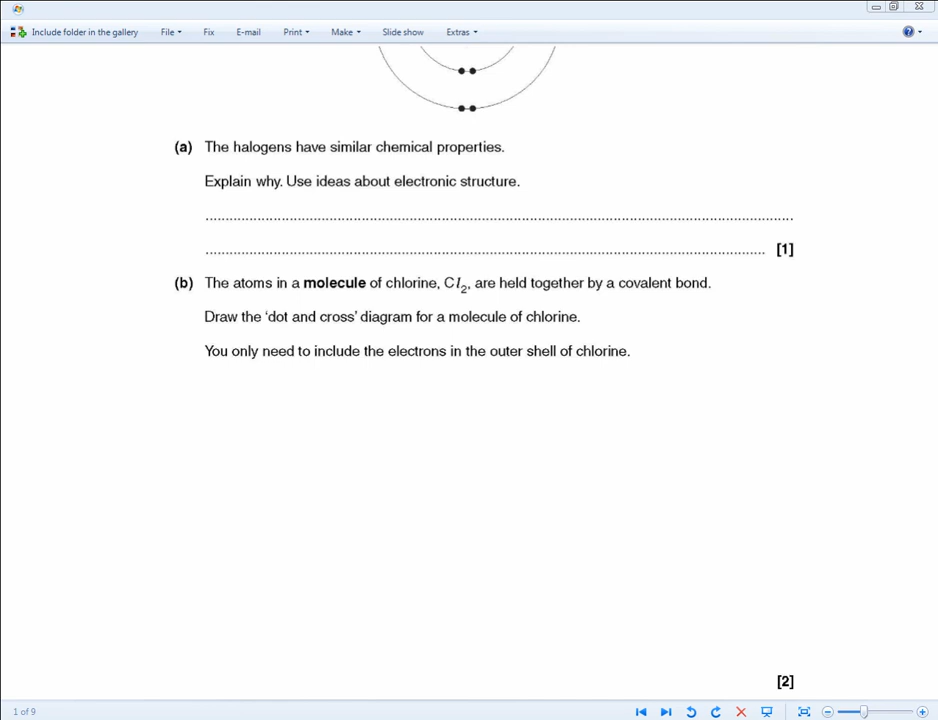 Include folder in the gallery File Fix E-mail Print Make Slide show Extras
(a) The halogens have similar chemical properties.
Explain why. Use ideas about electronic structure.
........................................................................................................................................................
................................................................................................................................................ [1]
(b) The atoms in a molecule of chlorine, Cl₂, are held together by a covalent bond.
Draw the ‘dot and cross’ diagram for a molecule of chlorine.
You only need to include the electrons in the outer shell of chlorine.
[2]
1 of 9